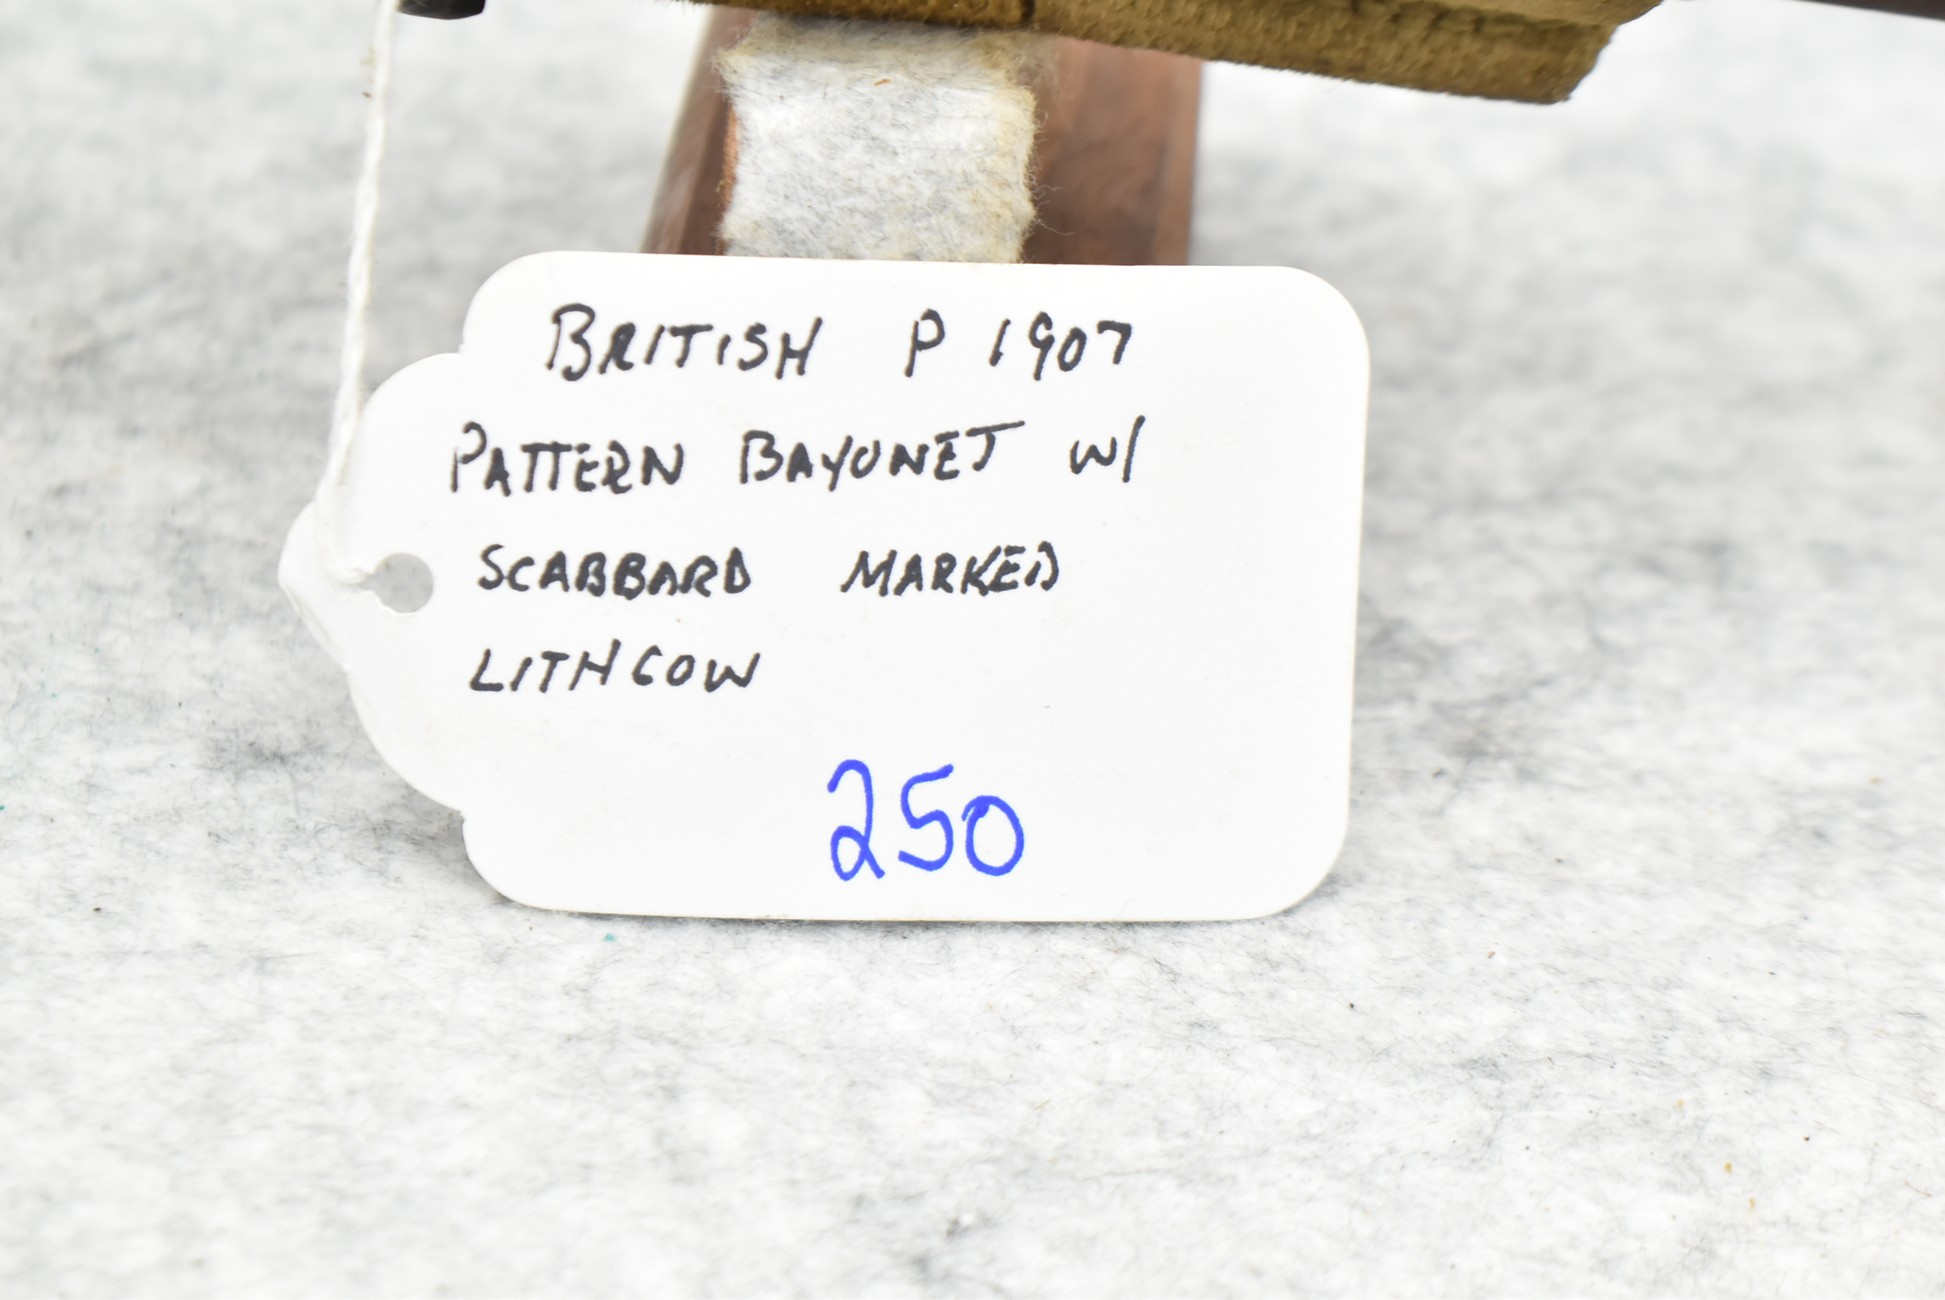 BRITISH P 1907
PATTERN BAYONET W/
SCABBARD MARKED
LITHGOW
250